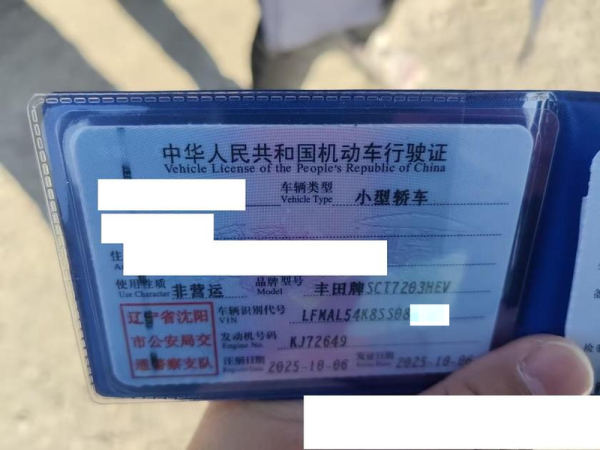 中华人民共和国机动车行驶证
Vehicle License of the People's Republic of China
车辆类型 小型轿车
Vehicle Type
住
使用性质 非营运 品牌型号 丰田牌SCT7203HEV
Use Character Model
车辆识别代号 LFMAL54K8SS08
VIN
发动机号码 KJ72649
Engine No.
注册日期 2025-10-06 发证日期 2025-10-06
辽宁省沈阳
市公安局交
通警察支队